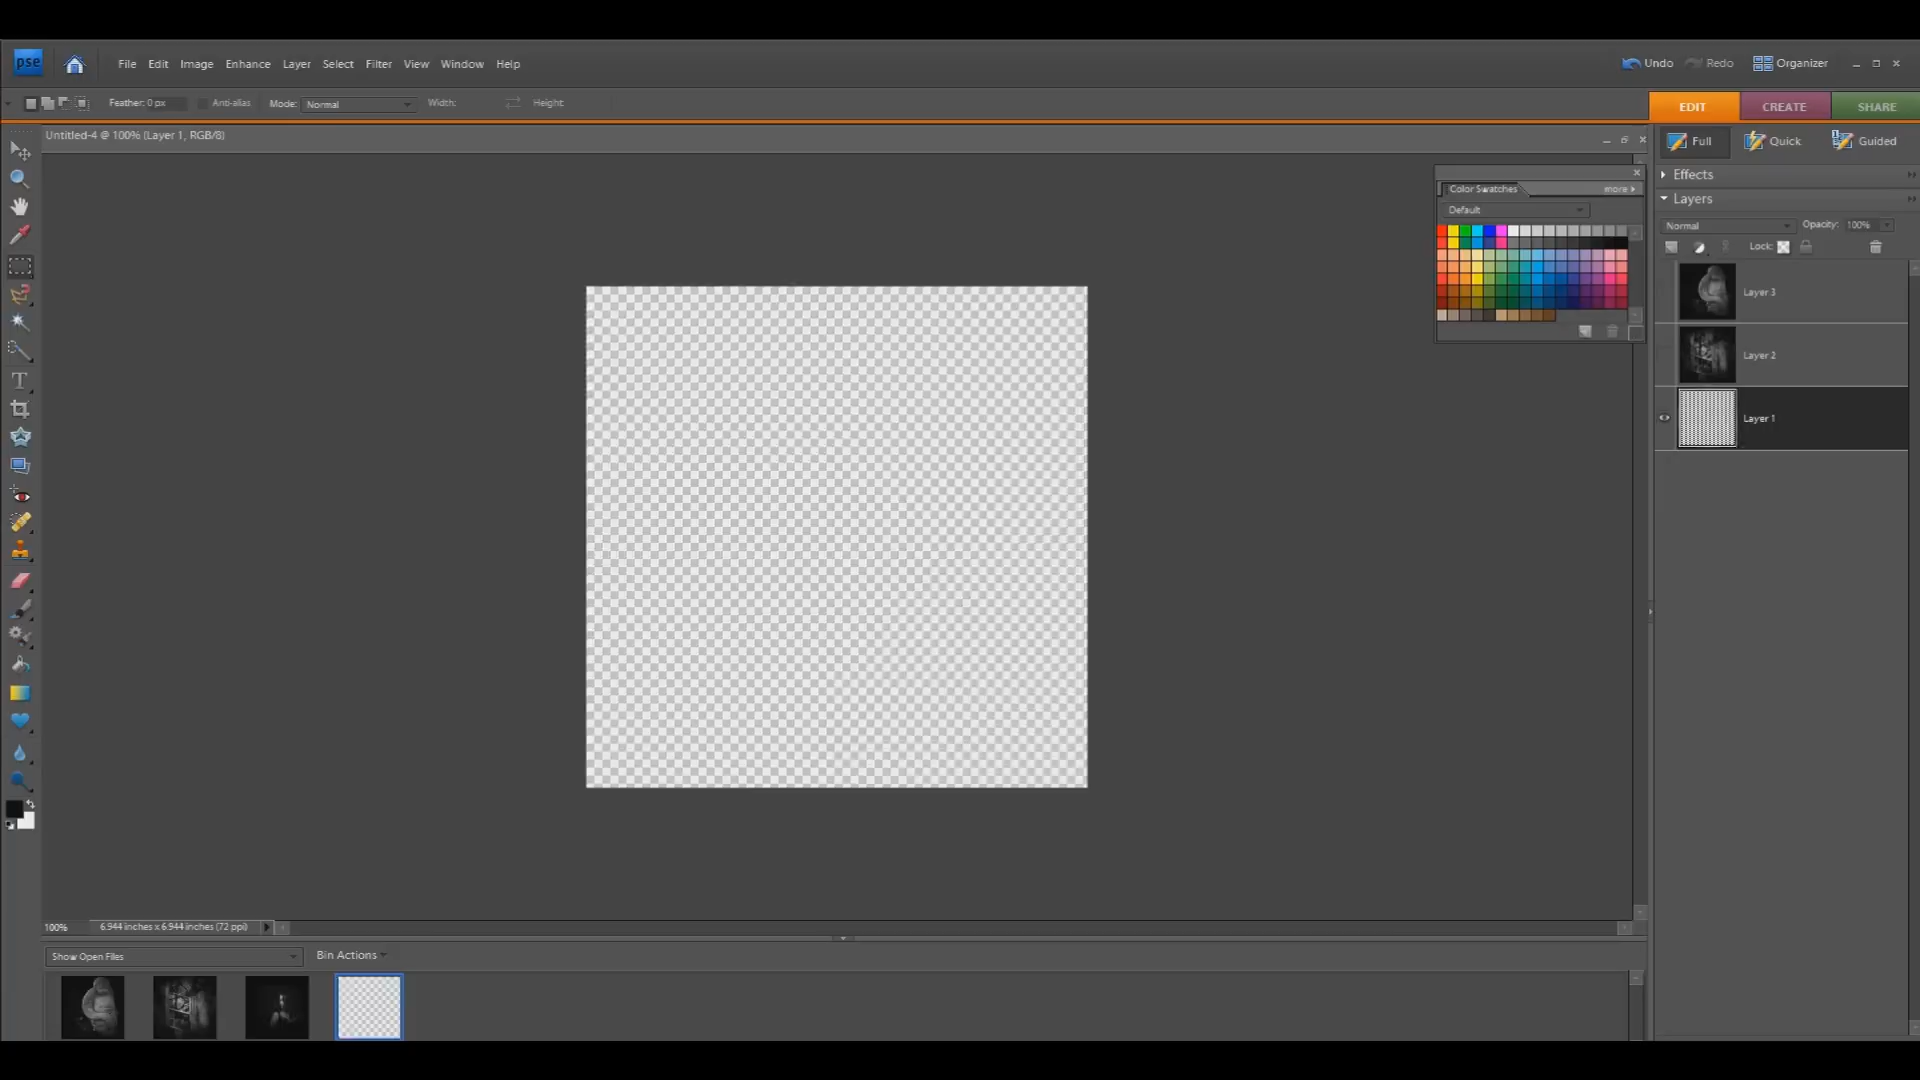 pse
File Edit Image Enhance Layer Select Filter View Window Help
Undo Redo Organizer
Feather: 0 px Anti-alias Mode: Normal Width: Height:
EDIT CREATE SHARE
Untitled-4 @ 100% (Layer 1, RGB/8)
Full Quick Guided
Effects
Color Swatches more
Default
Layers
Normal Opacity: 100%
Lock:
Layer 3
Layer 2
Layer 1
T
100% 6.944 inches x 6.944 inches (72 ppi)
Show Open Files Bin Actions